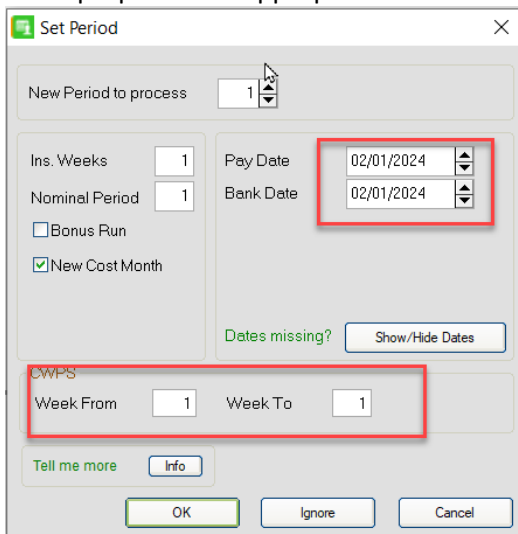 Set Period
New Period to process 1
Ins. Weeks 1
Nominal Period 1
Bonus Run
New Cost Month
Pay Date 02/01/2024
Bank Date 02/01/2024
Dates missing? Show/Hide Dates
CWPS
Week From 1 Week To 1
Tell me more Info
OK Ignore Cancel